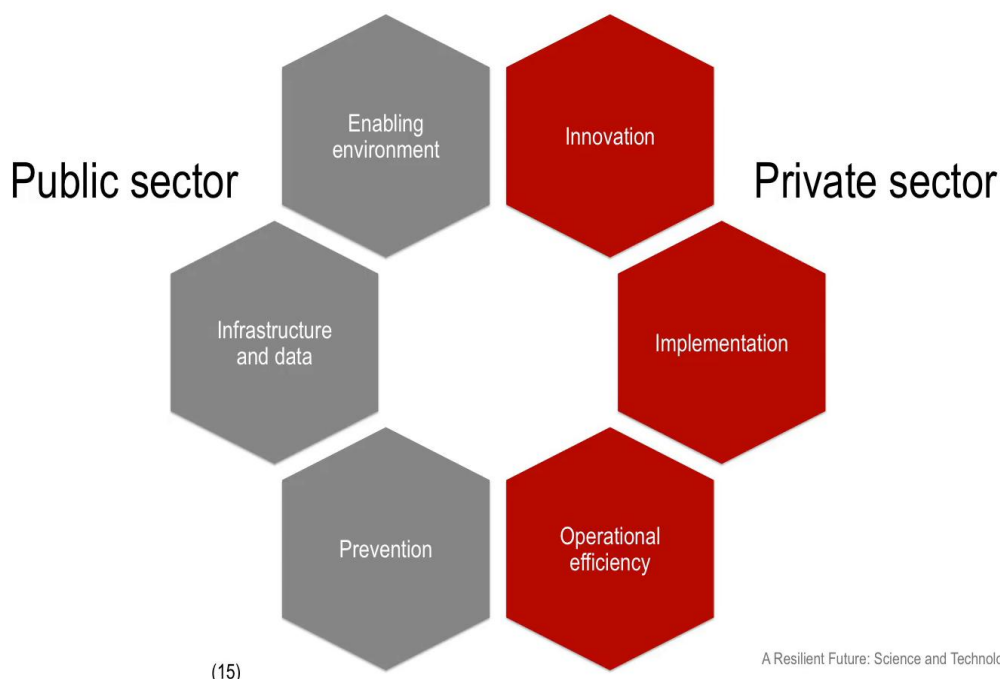 Enabling
environment
Innovation
Public sector
Private sector
Infrastructure
and data
Implementation
Prevention
Operational
efficiency
(15)
A Resilient Future: Science and Technolo